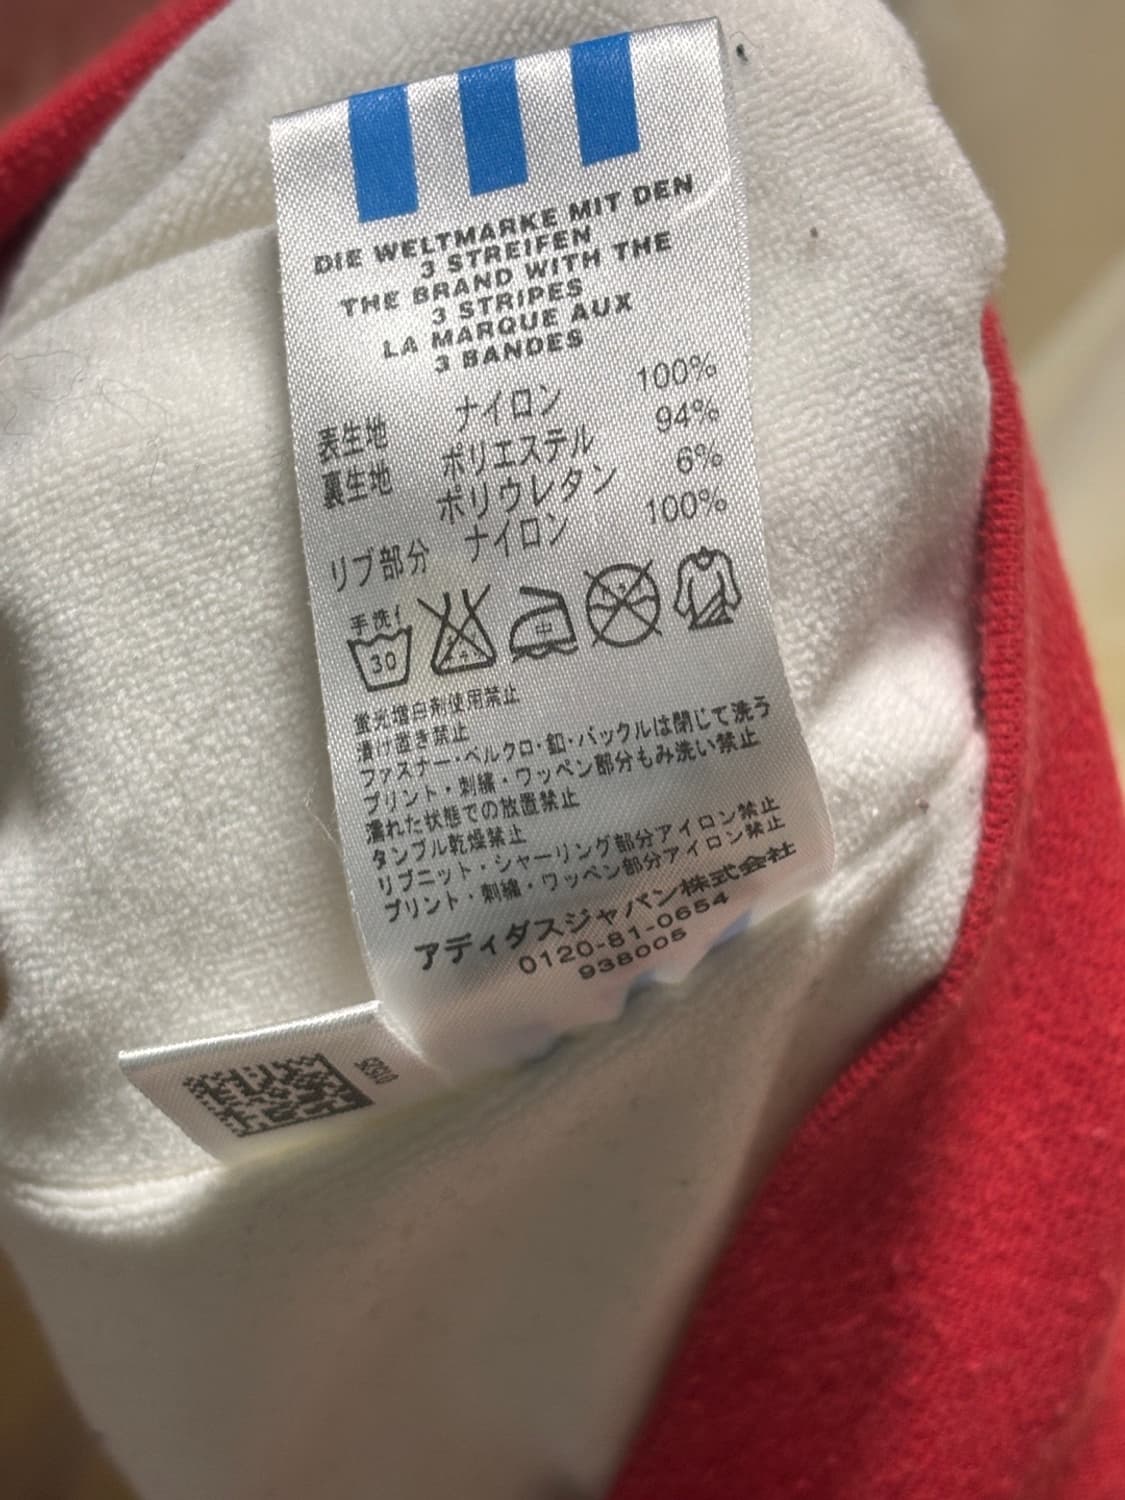 DIE WELTMARKE MIT DEN
3 STREIFEN
THE BRAND WITH THE
3 STRIPES
LA MARQUE AUX
3 BANDES
表生地 ナイロン 100%
裏生地 ポリエステル 94%
ポリウレタン 6%
リブ部分 ナイロン 100%
手洗イ
30
中
蛍光増白剤使用禁止
漬け置き禁止
ファスナー・ベルクロ・釦・バックルは閉じて洗う
プリント・刺繍・ワッペン部分もみ洗い禁止
濡れた状態での放置禁止
タンブル乾燥禁止
リブニット・シャーリング部分アイロン禁止
プリント・刺繍・ワッペン部分アイロン禁止
アディダスジャパン株式会社
0120-81-0654
938005